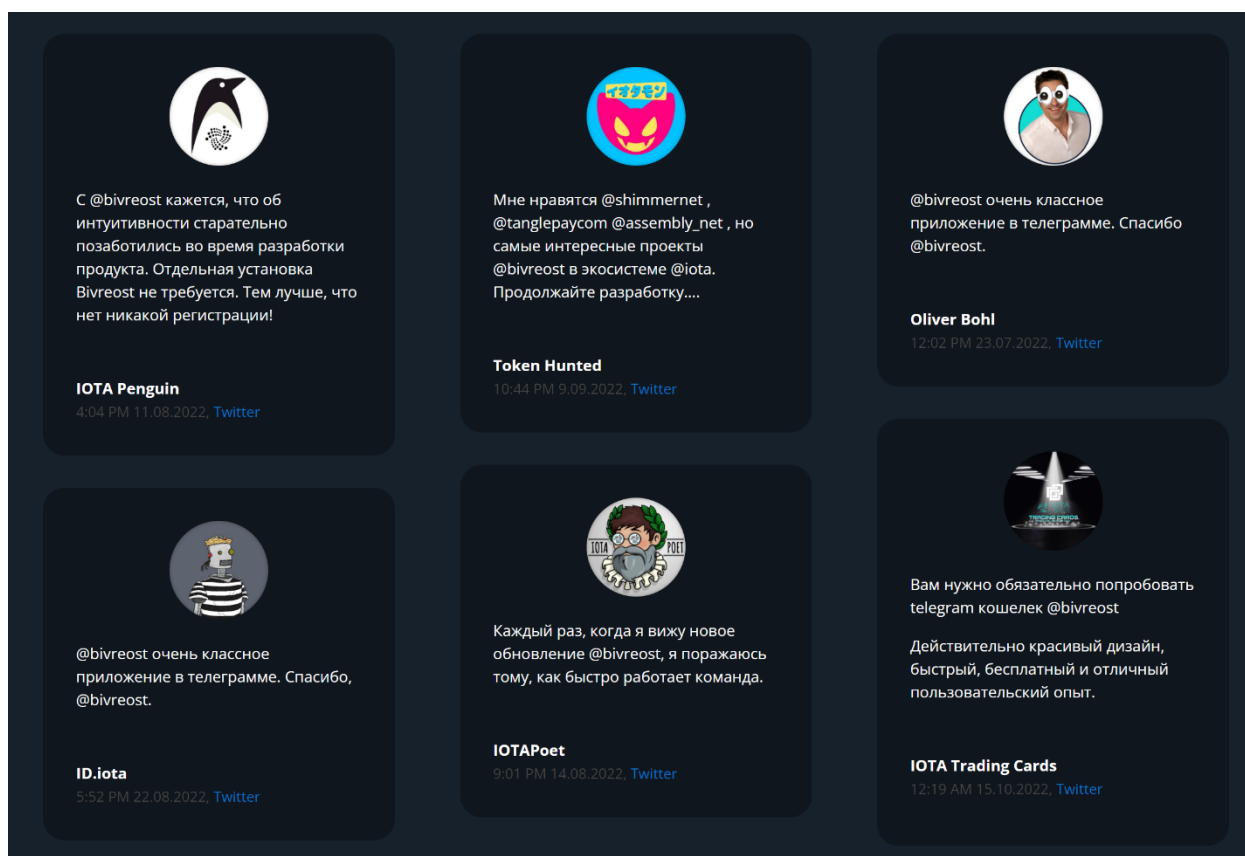 С @bivreost кажется, что об
интуитивности старательно
позаботились во время разработки
продукта. Отдельная установка
Bivreost не требуется. Тем лучше, что
нет никакой регистрации!
IOTA Penguin
4:04 PM 11.08.2022, Twitter
@bivreost очень классное
приложение в телеграмме. Спасибо,
@bivreost.
ID.iota
5:52 PM 22.08.2022, Twitter
イオタモン
Мне нравятся @shimmernet ,
@tanglepaycom @assembly_net , но
самые интересные проекты
@bivreost в экосистеме @iota.
Продолжайте разработку....
Token Hunted
10:44 PM 9.09.2022, Twitter
IOTA POET
Каждый раз, когда я вижу новое
обновление @bivreost, я поражаюсь
тому, как быстро работает команда.
IOTAPoet
9:01 PM 14.08.2022, Twitter
@bivreost очень классное
приложение в телеграмме. Спасибо
@bivreost.
Oliver Bohl
12:02 PM 23.07.2022, Twitter
TRADING CARDS
Вам нужно обязательно попробовать
telegram кошелек @bivreost
Действительно красивый дизайн,
быстрый, бесплатный и отличный
пользовательский опыт.
IOTA Trading Cards
12:19 AM 15.10.2022, Twitter